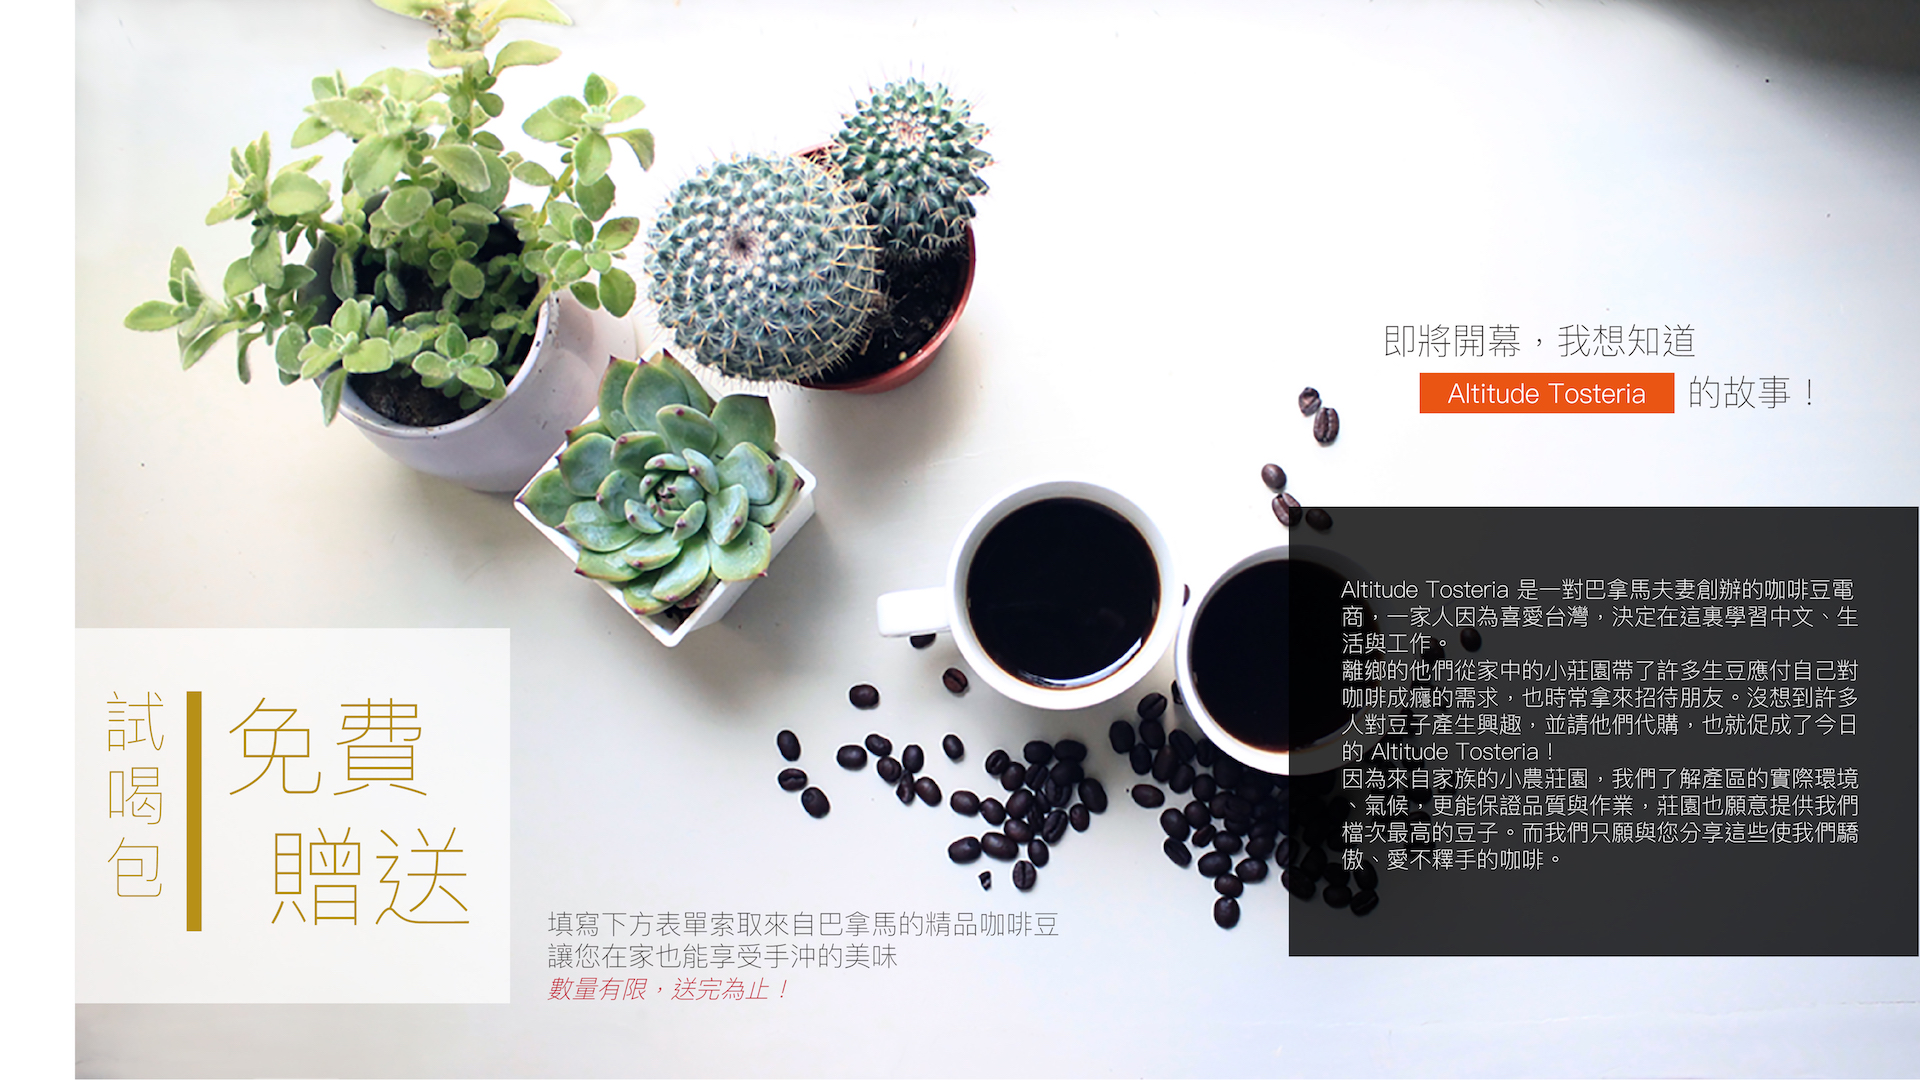 即將開幕，我想知道
Altitude Tosteria 的故事！
Altitude Tosteria 是一對巴拿馬夫妻創辦的咖啡豆電
商，一家人因為喜愛台灣，決定在這裏學習中文、生
活與工作。
離鄉的他們從家中的小莊園帶了許多生豆應付自己對
咖啡成癮的需求，也時常拿來招待朋友。沒想到許多
人對豆子產生興趣，並請他們代購，也就促成了今日
的 Altitude Tosteria！
因為來自家族的小農莊園，我們了解產區的實際環境
、氣候，更能保證品質與作業，莊園也願意提供我們
檔次最高的豆子。而我們只願與您分享這些使我們驕
傲、愛不釋手的咖啡。
試喝包
免費
贈送
填寫下方表單索取來自巴拿馬的精品咖啡豆
讓您在家也能享受手沖的美味
數量有限，送完為止！